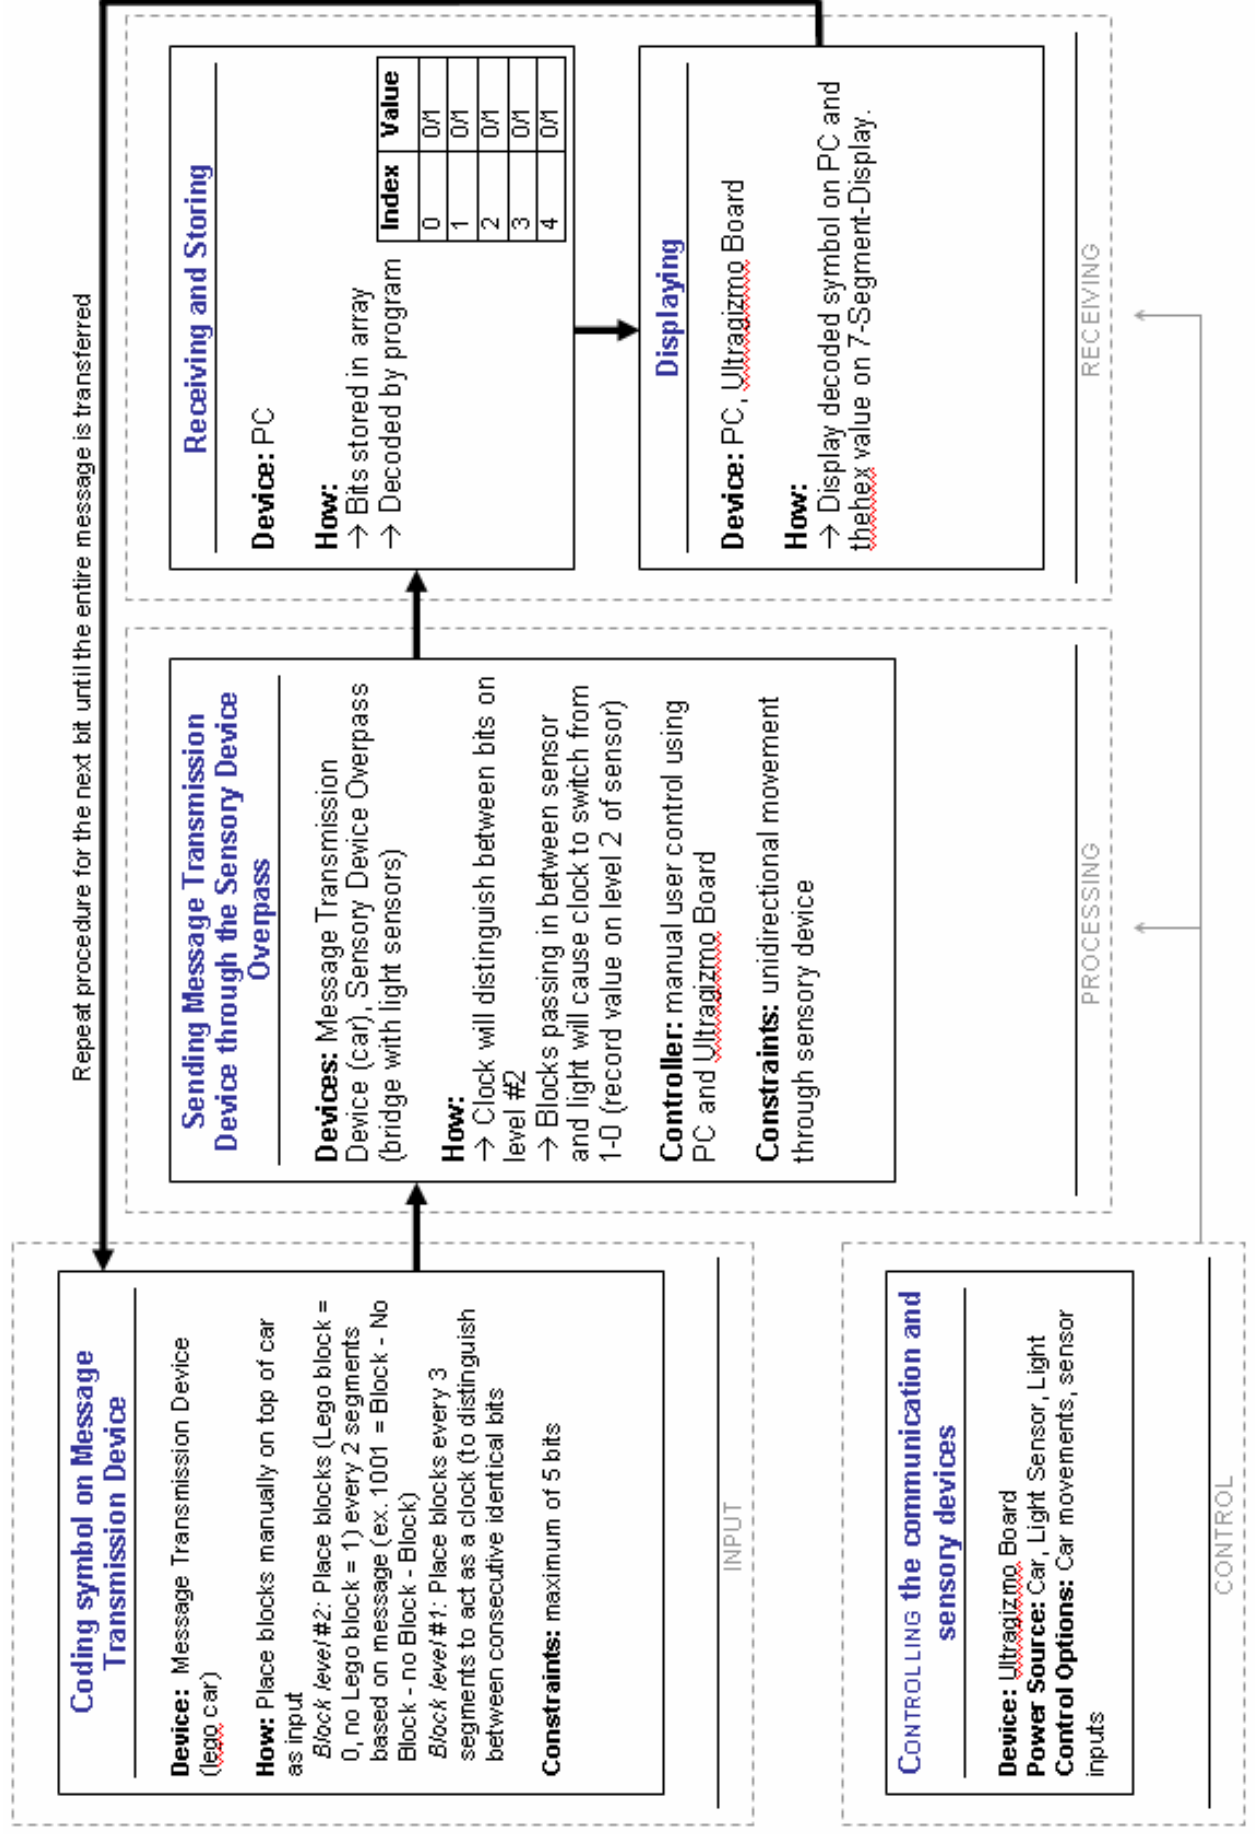 Repeat procedure for the next bit until the entire message is transferred
Coding symbol on Message
Transmission Device
Device: Message Transmission Device
(lego car)
How: Place blocks manually on top of car
as input
Block level #2: Place blocks (Lego block =
0, no Lego block = 1) every 2 segments
based on message (ex. 1001 = Block - No
Block - no Block - Block)
Block level #1: Place blocks every 3
segments to act as a clock (to distinguish
between consecutive identical bits
Constraints: maximum of 5 bits
INPUT
CONTROLLING the communication and
sensory devices
Device: Ultragizmo Board
Power Source: Car, Light Sensor, Light
Control Options: Car movements, sensor
inputs
CONTROL
Sending Message Transmission
Device through the Sensory Device
Overpass
Devices: Message Transmission
Device (car), Sensory Device Overpass
(bridge with light sensors)
How:
→ Clock will distinguish between bits on
level #2
→ Blocks passing in between sensor
and light will cause clock to switch from
1-0 (record value on level 2 of sensor)
Controller: manual user control using
PC and Ultragizmo Board
Constraints: unidirectional movement
through sensory device
PROCESSING
Receiving and Storing
Device: PC
How:
→ Bits stored in array
→ Decoded by program
Index Value
0 0/1
1 0/1
2 0/1
3 0/1
4 0/1
Displaying
Device: PC, Ultragizmo Board
How:
→ Display decoded symbol on PC and
thehex value on 7-Segment-Display.
RECEIVING